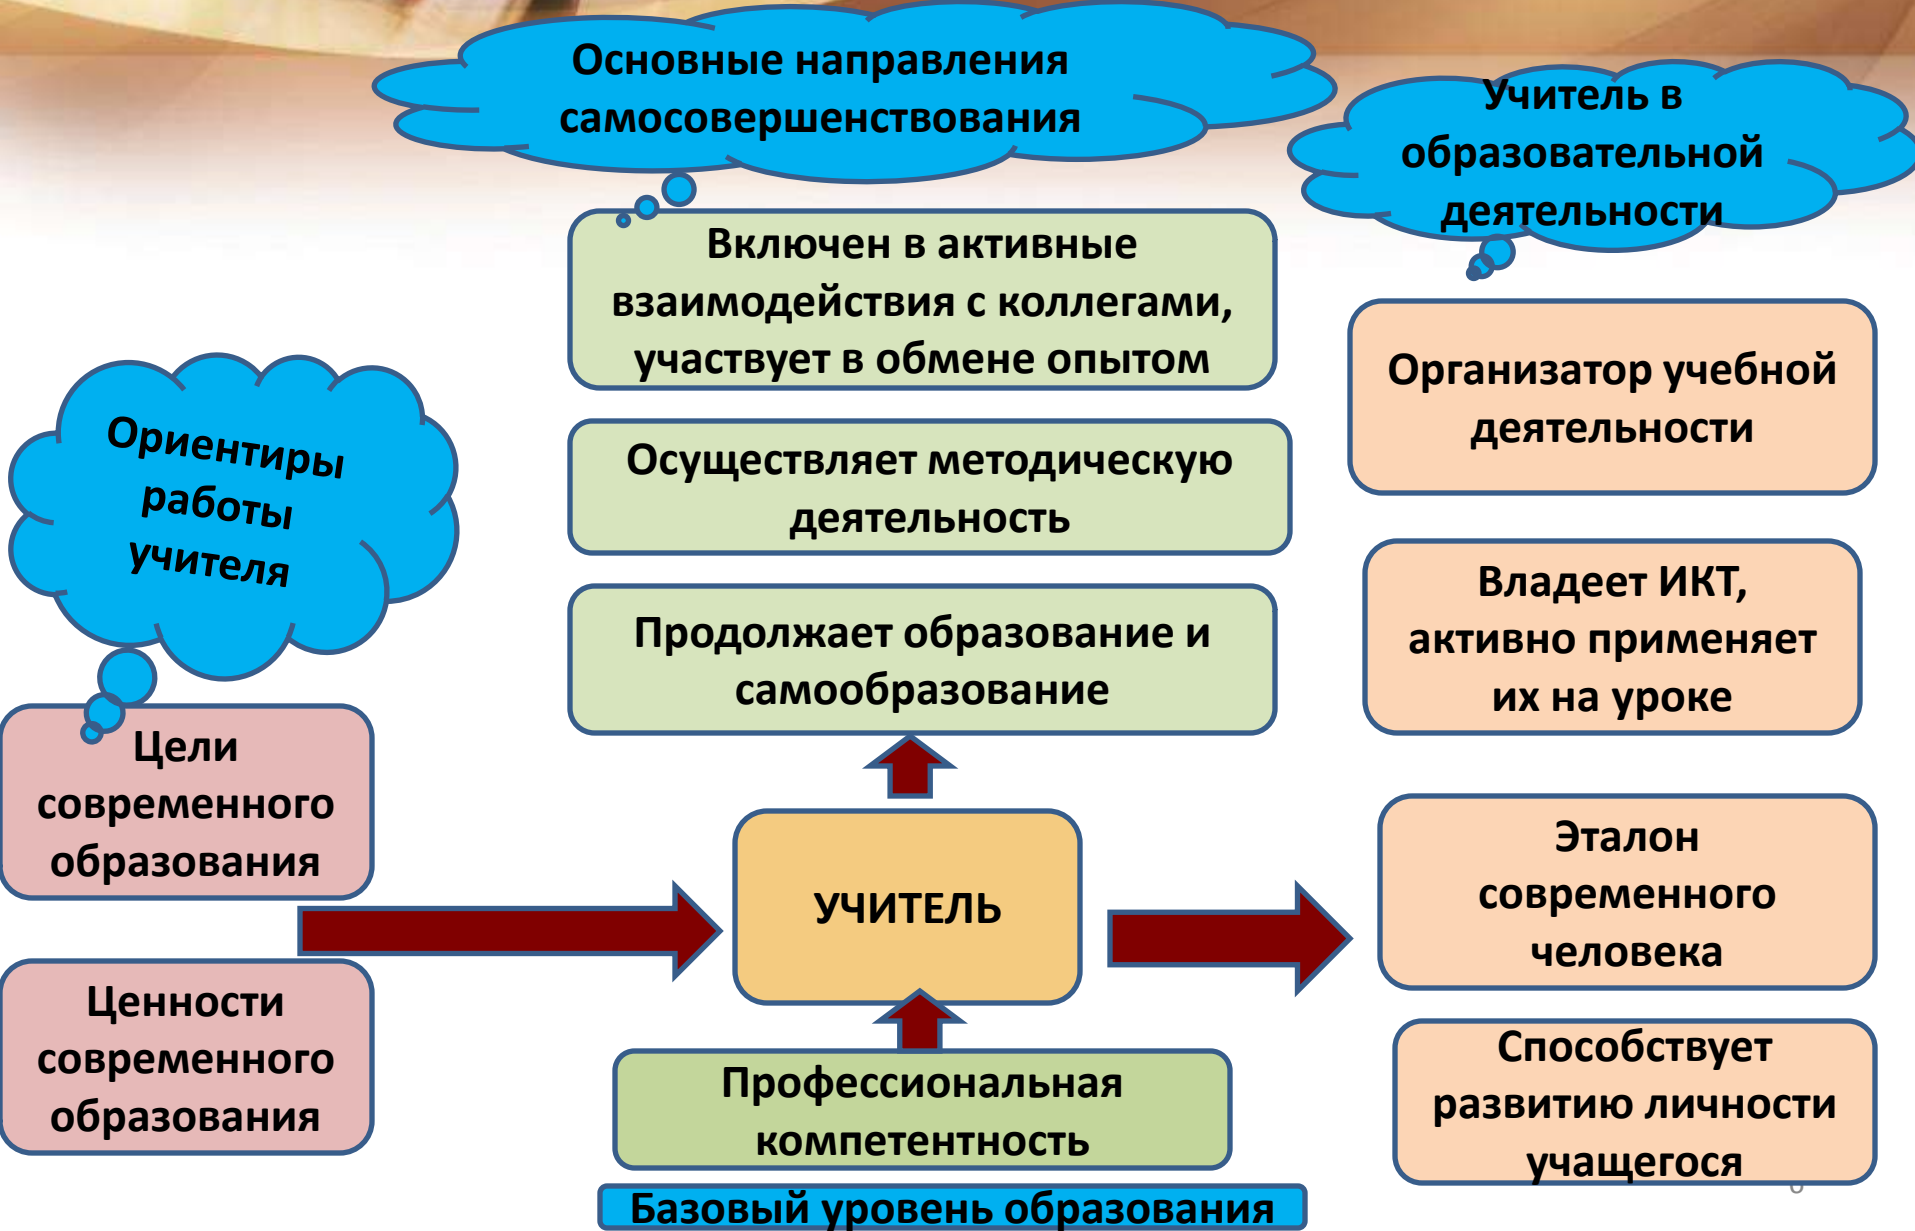 Основные направления
самосовершенствования
Учитель в
образовательной
деятельности
Включен в активные
взаимодействия с коллегами,
участвует в обмене опытом
Осуществляет методическую
деятельность
Продолжает образование и
самообразование
Ориентиры
работы
учителя
Цели
современного
образования
Ценности
современного
образования
УЧИТЕЛЬ
Профессиональная
компетентность
Базовый уровень образования
Организатор учебной
деятельности
Владеет ИКТ,
активно применяет
их на уроке
Эталон
современного
человека
Способствует
развитию личности
учащегося